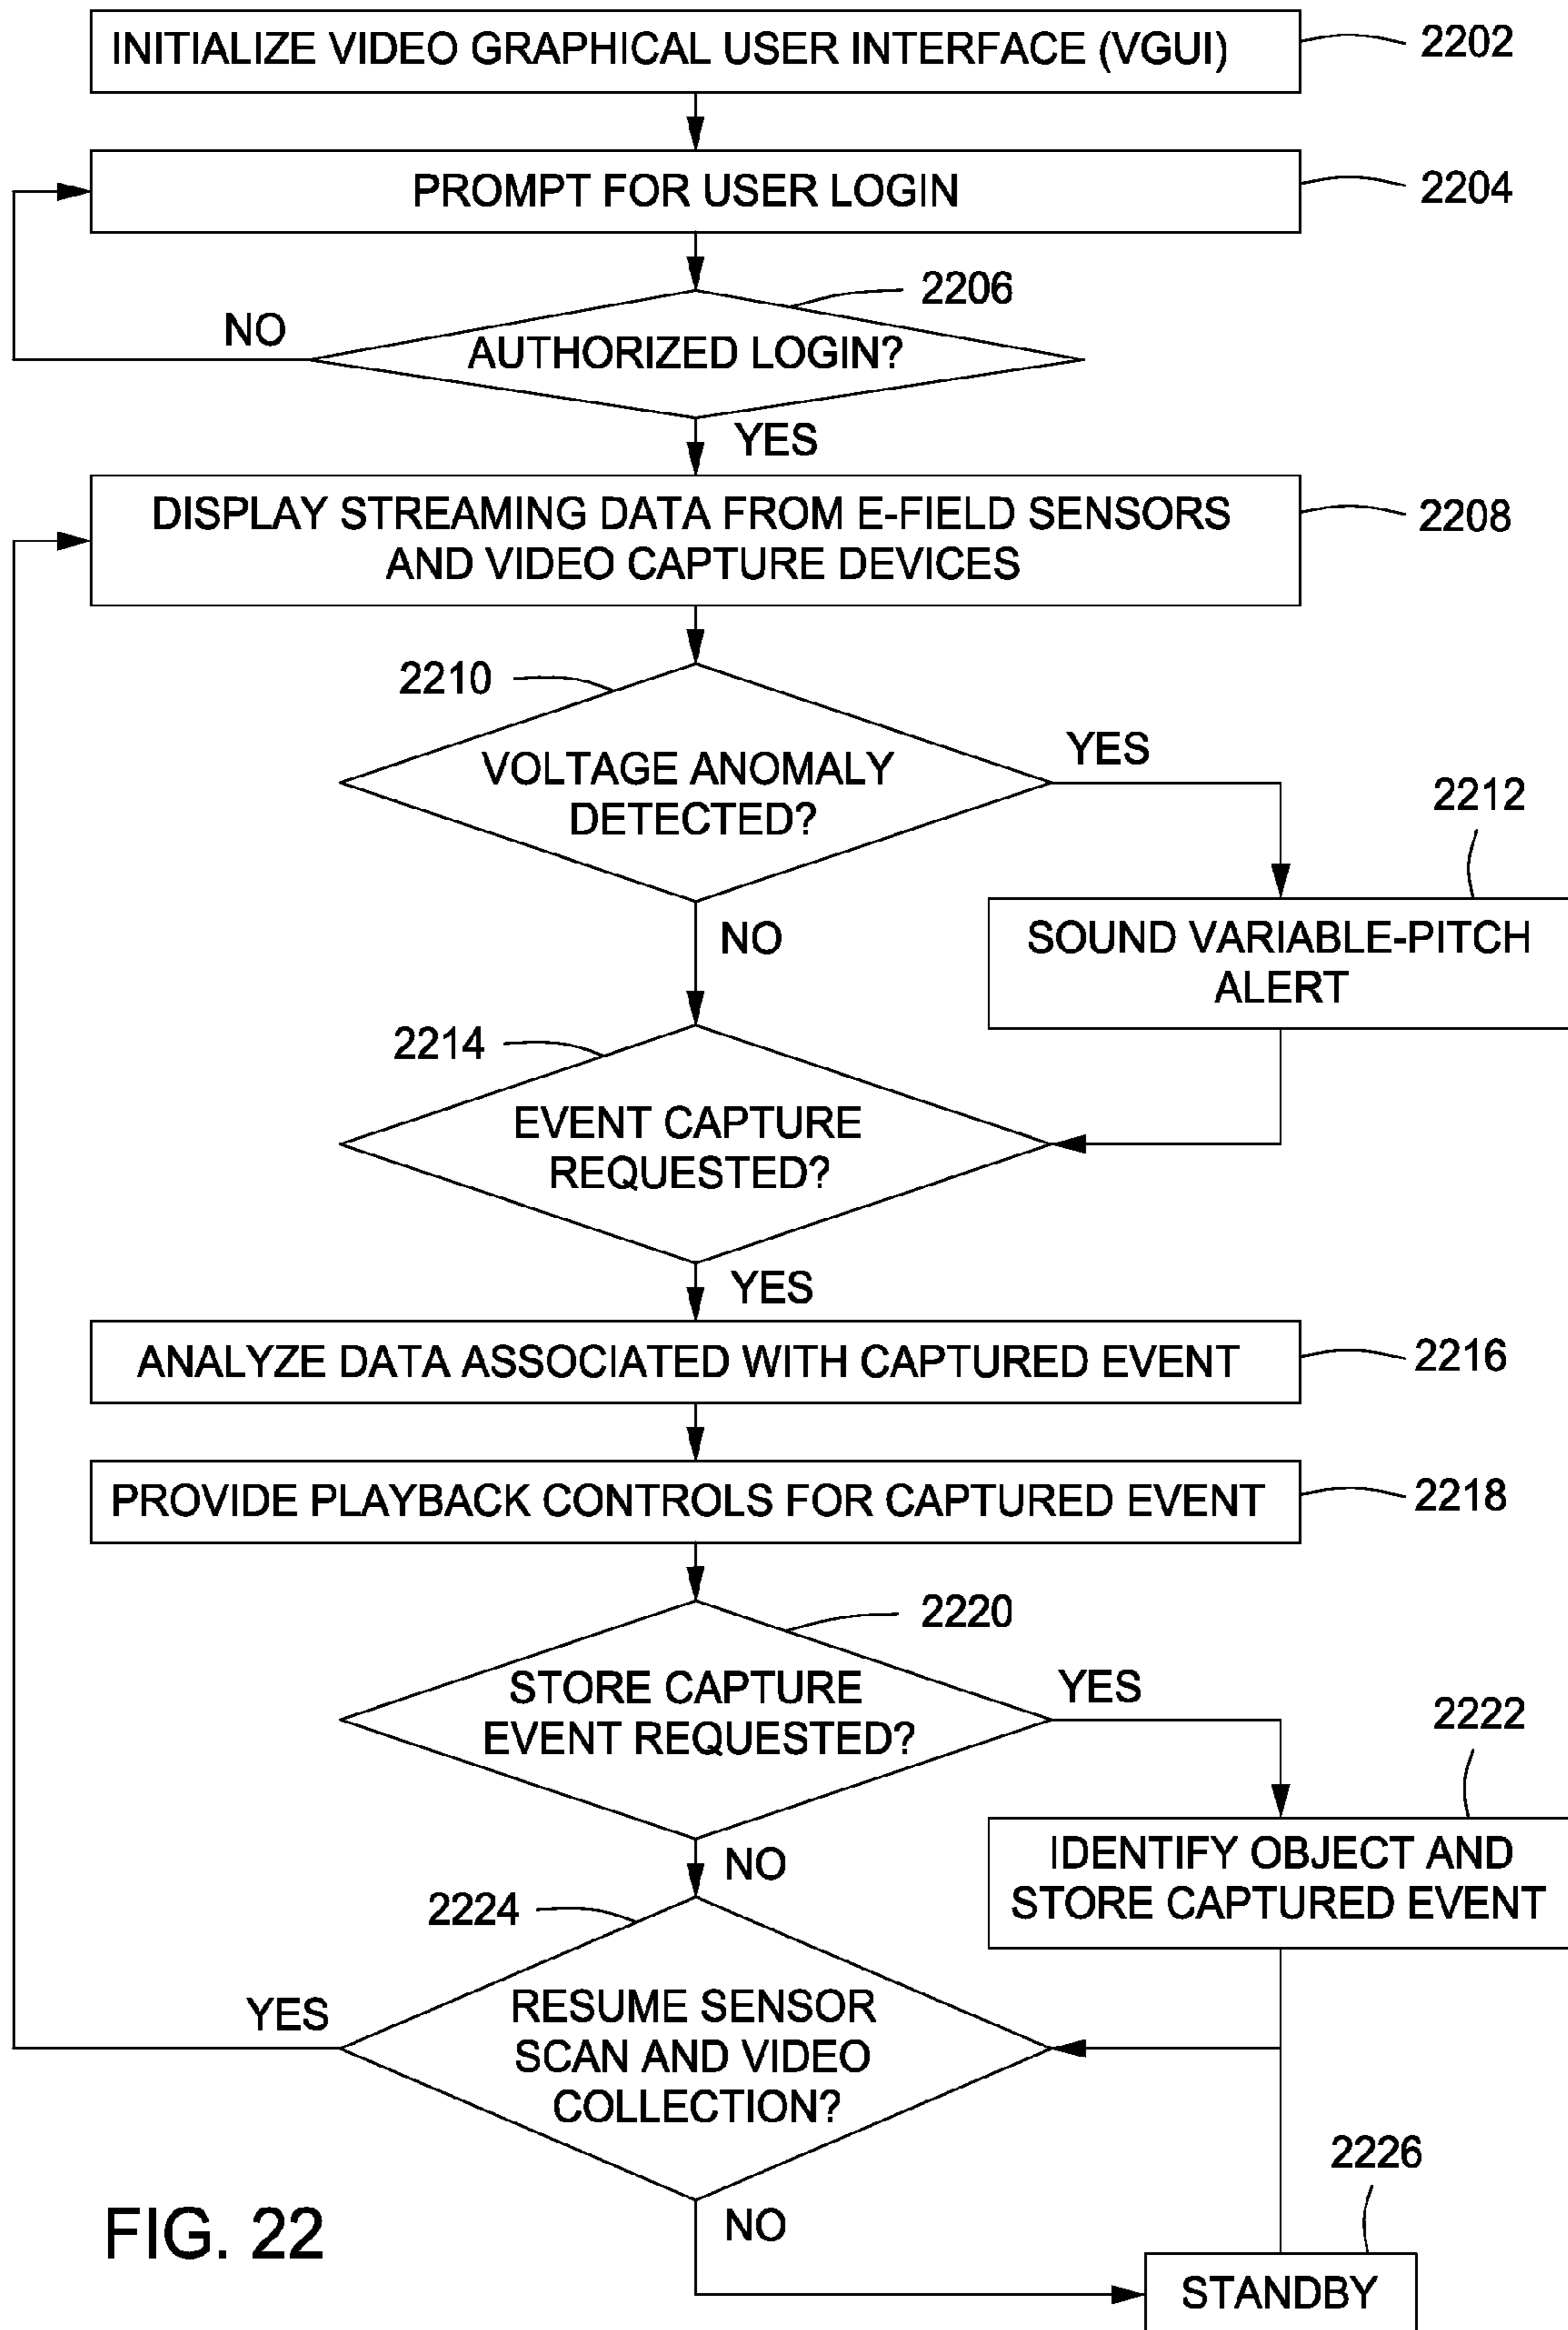 INITIALIZE VIDEO GRAPHICAL USER INTERFACE (VGUI)
2202
PROMPT FOR USER LOGIN
2204
2206
NO
AUTHORIZED LOGIN?
YES
DISPLAY STREAMING DATA FROM E-FIELD SENSORS
AND VIDEO CAPTURE DEVICES
2208
2210
VOLTAGE ANOMALY
DETECTED?
YES
2212
NO
SOUND VARIABLE-PITCH
ALERT
2214
EVENT CAPTURE
REQUESTED?
YES
ANALYZE DATA ASSOCIATED WITH CAPTURED EVENT
2216
PROVIDE PLAYBACK CONTROLS FOR CAPTURED EVENT
2218
2220
STORE CAPTURE
EVENT REQUESTED?
YES
2222
NO
IDENTIFY OBJECT AND
STORE CAPTURED EVENT
2224
YES
RESUME SENSOR
SCAN AND VIDEO
COLLECTION?
2226
NO
STANDBY
FIG. 22